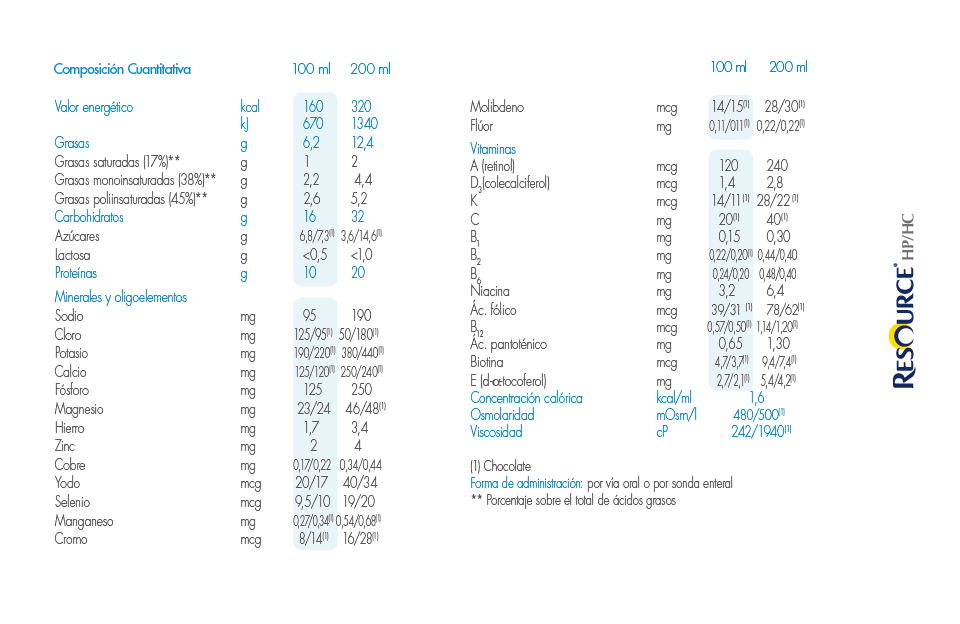 Composición Cuantitativa 100 ml 200 ml
Valor energético kcal 160 320
kJ 670 1340
Grasas g 6,2 12,4
Grasas saturadas (17%)** g 1 2
Grasas monoinsaturadas (38%)** g 2,2 4,4
Grasas poliinsaturadas (45%)** g 2,6 5,2
Carbohidratos g 16 32
Azúcares g 6,8/7,3(1) 3,6/14,6(1)
Lactosa g <0,5 <1,0
Proteínas g 10 20
Minerales y oligoelementos
Sodio mg 95 190
Cloro mg 125/95(1) 50/180(1)
Potasio mg 190/220(1) 380/440(1)
Calcio mg 125/120(1) 250/240(1)
Fósforo mg 125 250
Magnesio mg 23/24 46/48(1)
Hierro mg 1,7 3,4
Zinc mg 2 4
Cobre mg 0,17/0,22 0,34/0,44
Yodo mcg 20/17 40/34
Selenio mcg 9,5/10 19/20
Manganeso mg 0,27/0,34(1) 0,54/0,68(1)
Cromo mcg 8/14(1) 16/28(1)
100 ml 200 ml
Molibdeno mcg 14/15(1) 28/30(1)
Flúor mg 0,11/011(1) 0,22/0,22(1)
Vitaminas
A (retinol) mcg 120 240
D3(colecalciferol) mcg 1,4 2,8
K mcg 14/11 (1) 28/22 (1)
C mg 20(1) 40(1)
B1 mg 0,15 0,30
B2 mg 0,22/0,20(1) 0,44/0,40
B6 mg 0,24/0,20 0,48/0,40
Niacina mg 3,2 6,4
Ác. fólico mcg 39/31 (1) 78/62(1)
B12 mcg 0,57/0,50(1) 1,14/1,20(1)
Ác. pantoténico mg 0,65 1,30
Biotina mcg 4,7/3,7(1) 9,4/7,4(1)
E (d-α-tocoferol) mg 2,7/2,1(1) 5,4/4,2(1)
Concentración calórica kcal/ml 1,6
Osmolaridad mOsm/l 480/500(1)
Viscosidad cP 242/1940(1)
(1) Chocolate
Forma de administración: por vía oral o por sonda enteral
** Porcentaje sobre el total de ácidos grasos
RESOURCE® HP/HC